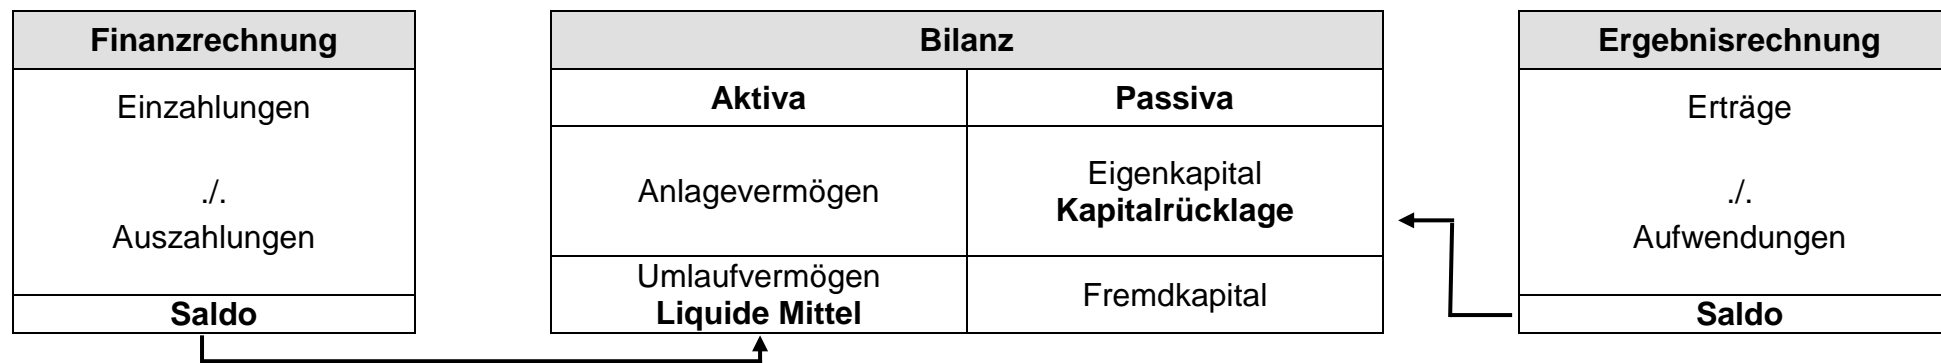 Finanzrechnung
Einzahlungen
./.
Auszahlungen
Saldo
Bilanz
Aktiva
Passiva
Anlagevermögen
Eigenkapital
Kapitalrücklage
Umlaufvermögen
Liquide Mittel
Fremdkapital
Ergebnisrechnung
Erträge
./.
Aufwendungen
Saldo